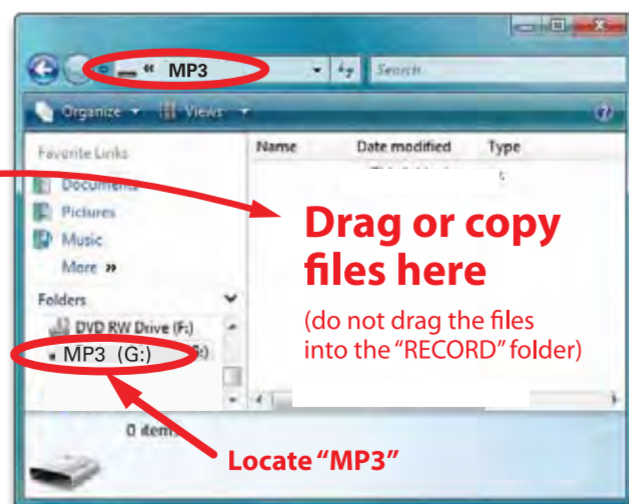 « MP3
Search
Organize Views
Favorite Links
Documents
Pictures
Music
More »
Folders
DVD RW Drive (F:)
MP3 (G:)
Name Date modified Type
Drag or copy
files here
(do not drag the files
into the “RECORD” folder)
0 items
Locate “MP3”